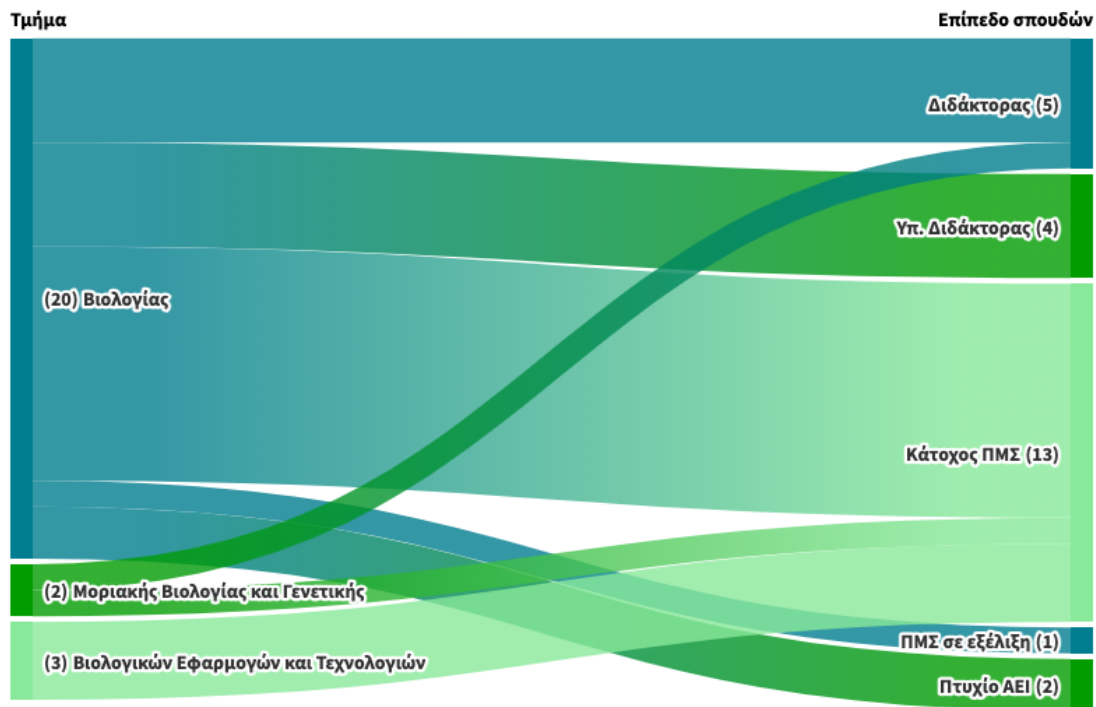 Τμήμα
Επίπεδο σπουδών
Διδάκτορας (5)
Υπ. Διδάκτορας (4)
(20) Βιολογίας
Κάτοχος ΠΜΣ (13)
(2) Μοριακής Βιολογίας και Γενετικής
ΠΜΣ σε εξέλιξη (1)
(3) Βιολογικών Εφαρμογών και Τεχνολογιών
Πτυχίο ΑΕΙ (2)